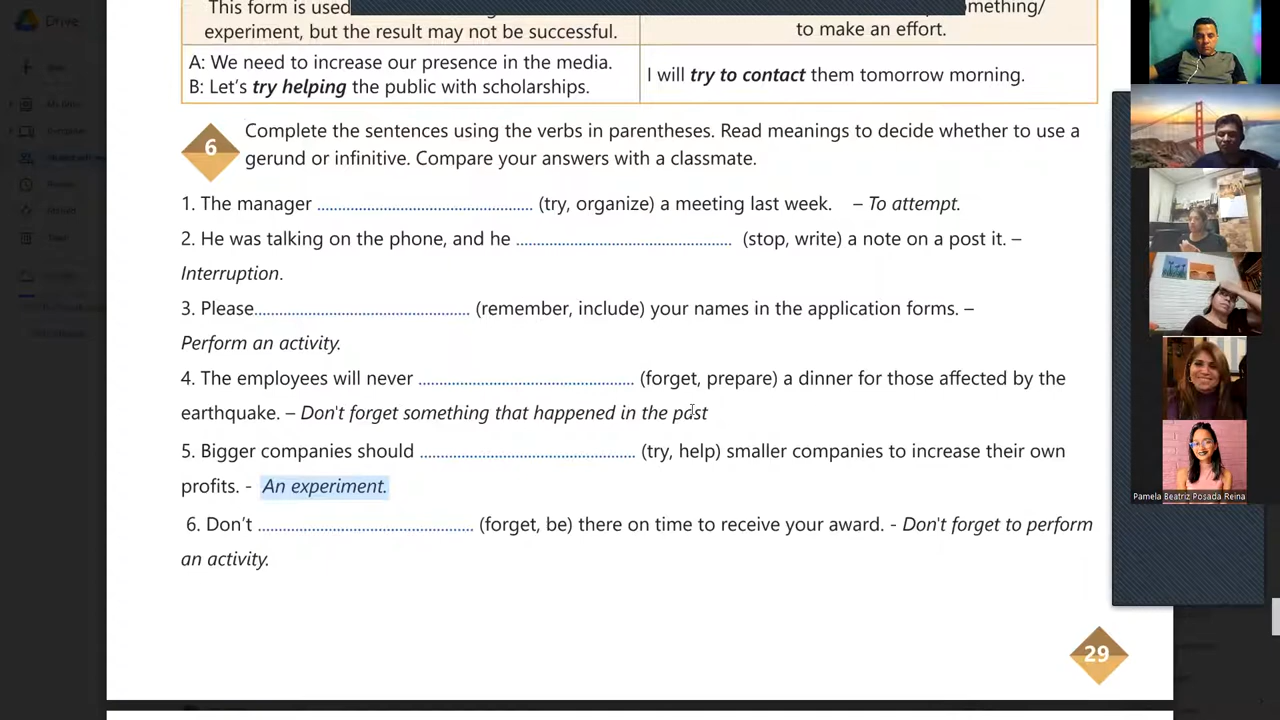 Drive
This form is used
experiment, but the result may not be successful.
to make an effort.
A: We need to increase our presence in the media.
B: Let's try helping the public with scholarships.
I will try to contact them tomorrow morning.
6
Complete the sentences using the verbs in parentheses. Read meanings to decide whether to use a
gerund or infinitive. Compare your answers with a classmate.
1. The manager ............................................ (try, organize) a meeting last week. – To attempt.
2. He was talking on the phone, and he ............................................ (stop, write) a note on a post it. –
Interruption.
3. Please............................................ (remember, include) your names in the application forms. –
Perform an activity.
4. The employees will never ............................................ (forget, prepare) a dinner for those affected by the
earthquake. – Don't forget something that happened in the past
5. Bigger companies should ............................................ (try, help) smaller companies to increase their own
profits. - An experiment.
6. Don't ............................................ (forget, be) there on time to receive your award. - Don't forget to perform
an activity.
29
Pamela Beatriz Posada Reina